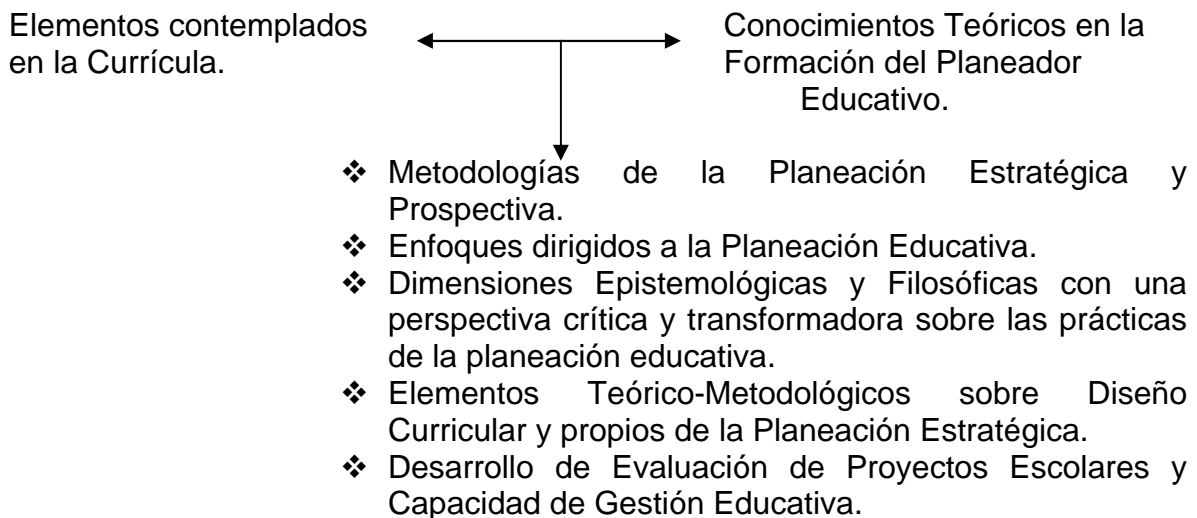 Elementos contemplados
en la Currícula.
Conocimientos Teóricos en la
Formación del Planeador
Educativo.
❖ Metodologías de la Planeación Estratégica y
Prospectiva.
❖ Enfoques dirigidos a la Planeación Educativa.
❖ Dimensiones Epistemológicas y Filosóficas con una
perspectiva crítica y transformadora sobre las prácticas
de la planeación educativa.
❖ Elementos Teórico-Metodológicos sobre Diseño
Curricular y propios de la Planeación Estratégica.
❖ Desarrollo de Evaluación de Proyectos Escolares y
Capacidad de Gestión Educativa.